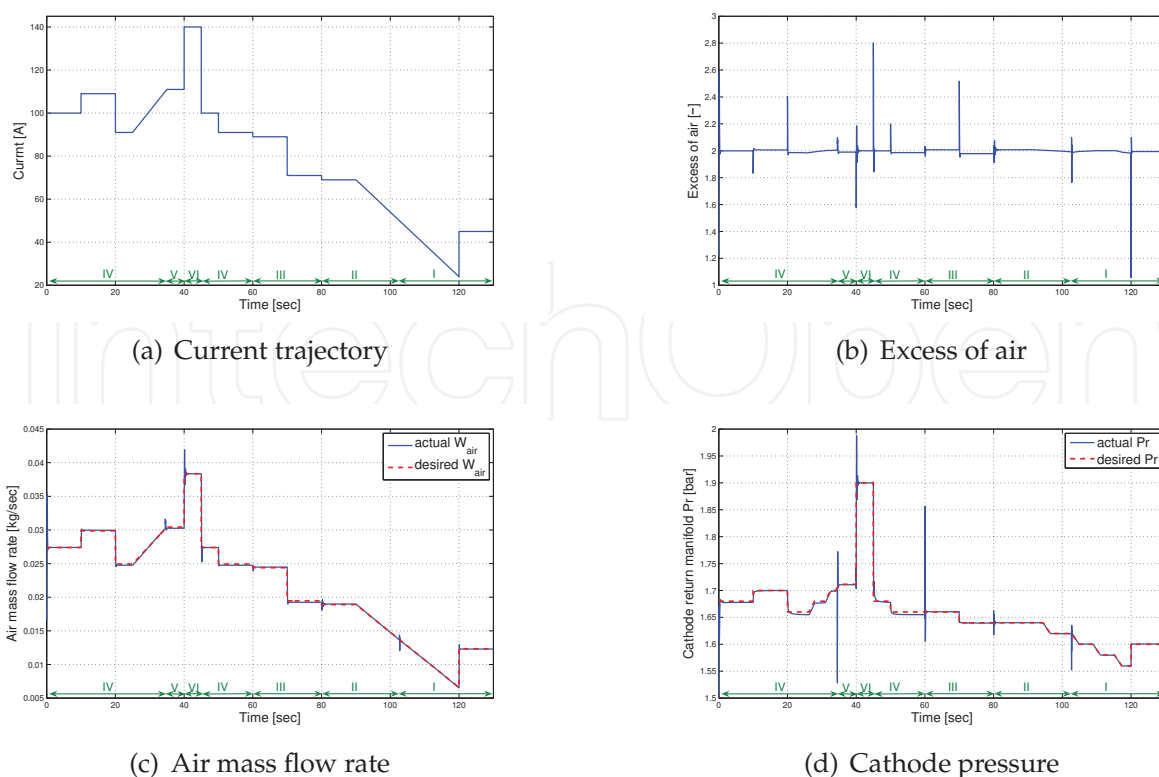 140
120
100
80
60
40
20
Currnt [A]
IV V VI IV III II I
0 20 40 60 80 100 120
Time [sec]
(a) Current trajectory
3
2.8
2.6
2.4
2.2
2
1.8
1.6
1.4
1.2
1
Excess of air [−]
IV V VI IV III II I
0 20 40 60 80 100 120
Time [sec]
(b) Excess of air
IntechOpen
0.045
0.04
0.035
0.03
0.025
0.02
0.015
0.01
0.005
Air mass flow rate [kg/sec]
actual W_air
desired W_air
IV V VI IV III II I
0 20 40 60 80 100 120
Time [sec]
(c) Air mass flow rate
2
1.95
1.9
1.85
1.8
1.75
1.7
1.65
1.6
1.55
1.5
Cathode return manifold Pr [bar]
actual Pr
desired Pr
IV V VI IV III II I
0 20 40 60 80 100 120
Time [sec]
(d) Cathode pressure